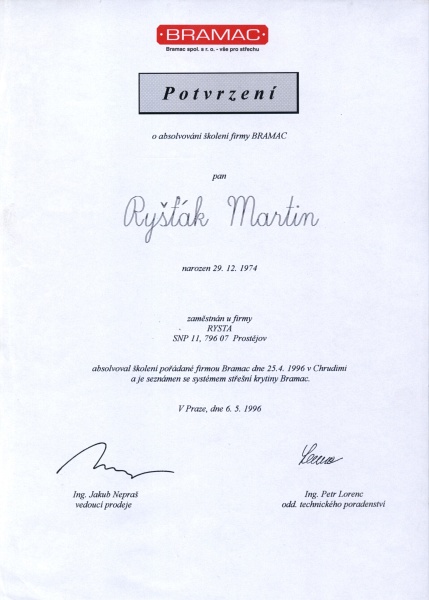 BRAMAC
Bramac spol. s r. o. - vše pro střechu
Potvrzení
o absolvování školení firmy BRAMAC
pan
Ryšťák Martin
narozen 29. 12. 1974
zaměstnán u firmy
RYSTA
SNP 11, 796 07 Prostějov
absolvoval školení pořádané firmou Bramac dne 25.4. 1996 v Chrudimi
a je seznámen se systémem střešní krytiny Bramac.
V Praze, dne 6. 5. 1996
Ing. Jakub Nepraš
vedoucí prodeje
Ing. Petr Lorenc
odd. technického poradenství